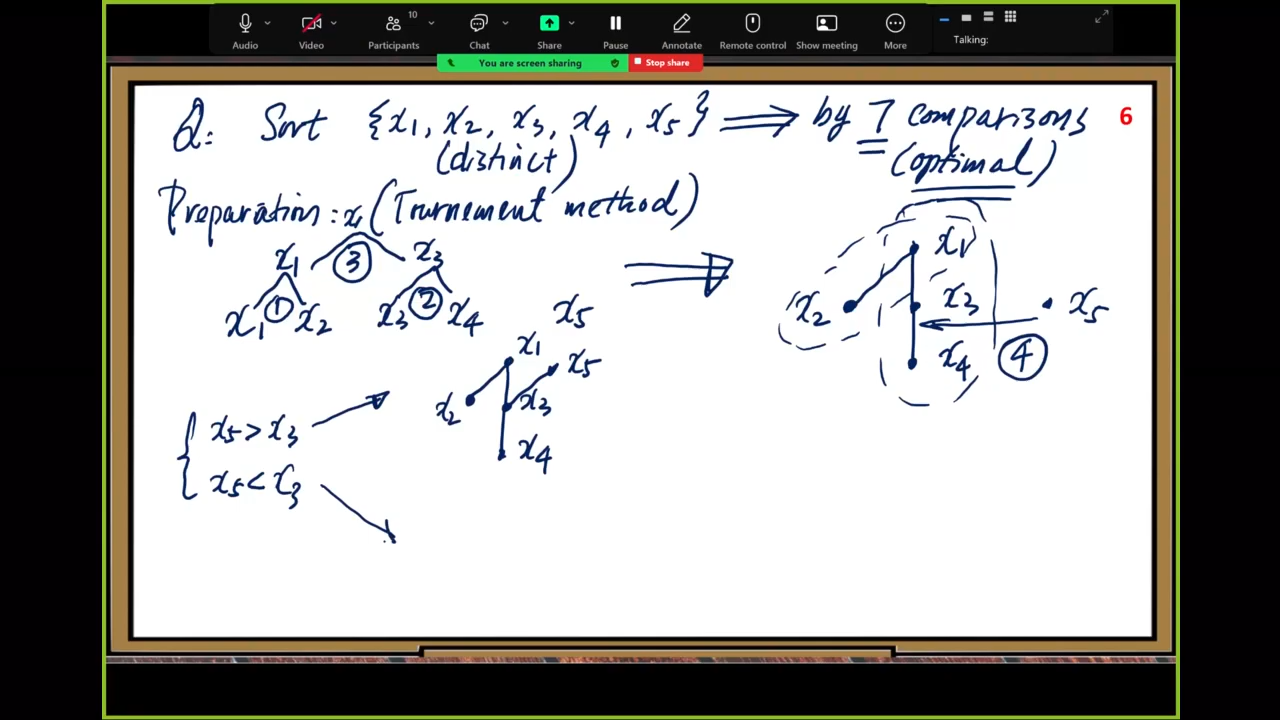 10
Audio Video Participants Chat Share Pause Annotate Remote control Show meeting More Talking:
You are screen sharing Stop share
Q: Sort {x1, x2, x3, x4, x5} ⟹ by 7 comparisons 6
(distinct) (optimal)
Preparation: (Tournement method)
x1
x1 ③ x3
x1 ① x2 x3 ② x4 x5
x1
x2 x3 x5
x4 ④
x1
x5
x2 x3
x4
x5 > x3
x5 < x3